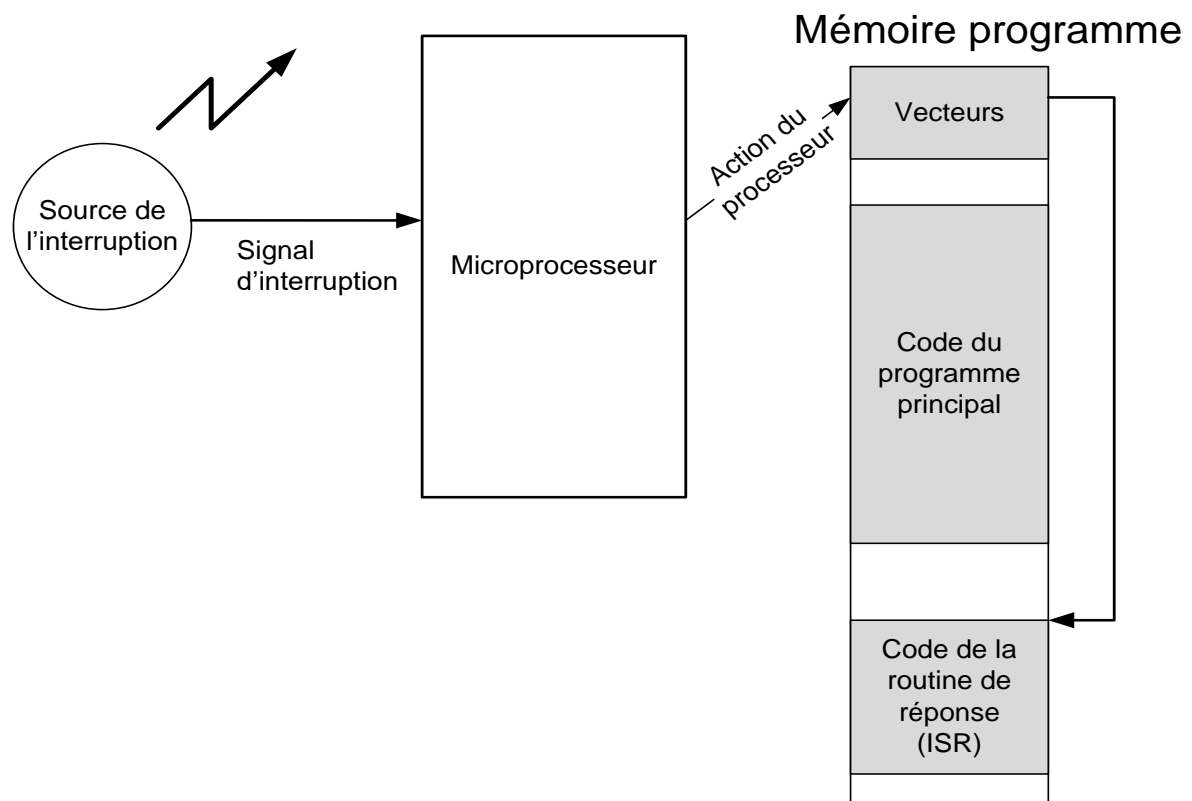 Mémoire programme
Vecteurs
Action du
processeur
Source de
l’interruption
Signal
d’interruption
Microprocesseur
Code du
programme
principal
Code de la
routine de
réponse
(ISR)